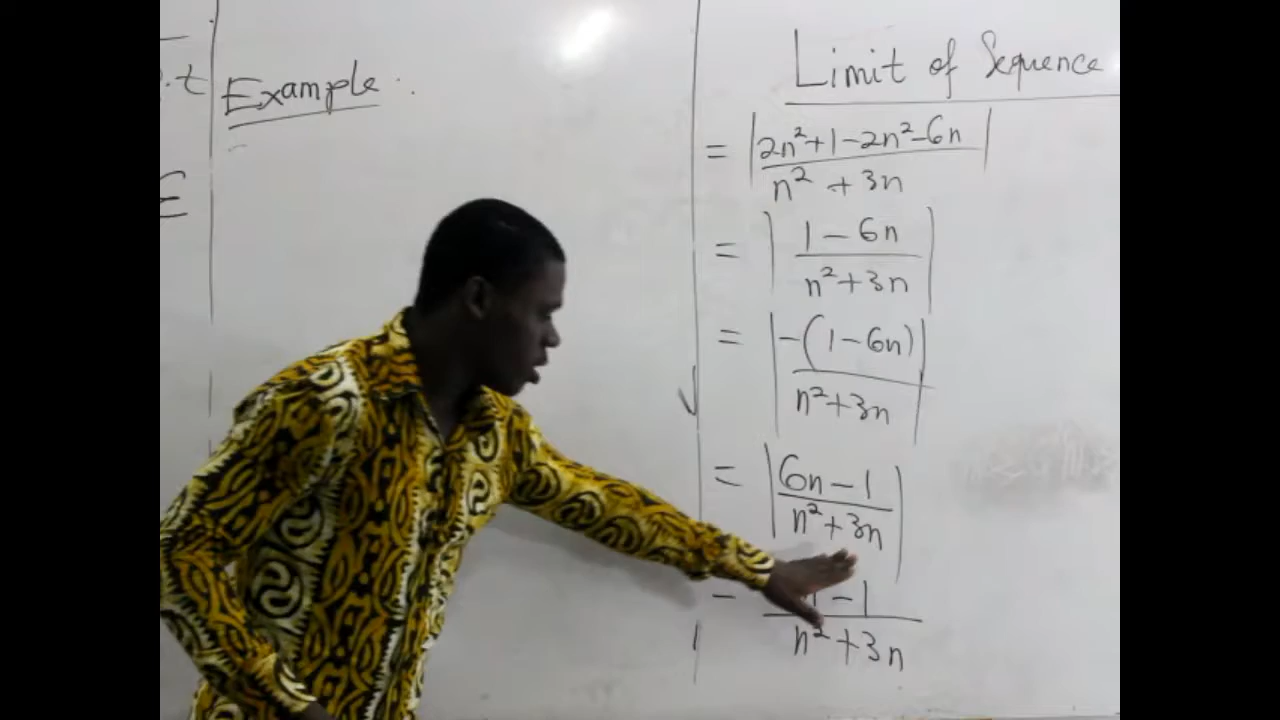 Example.
Limit of Sequence
= |2n²+1-2n²-6n|
n² + 3n
= |1 - 6n|
n² + 3n
= |-(1-6n)|
n² + 3n
= |6n - 1|
n² + 3n
- 1
n² + 3n